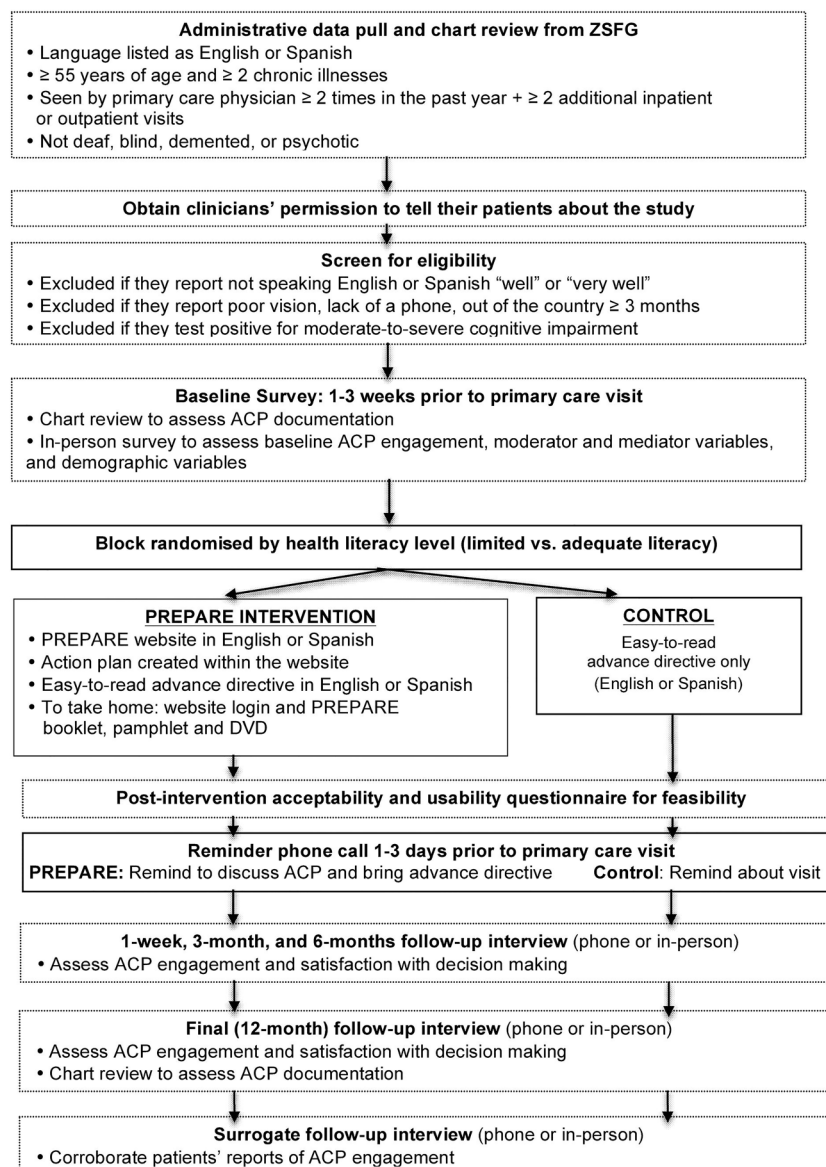 Administrative data pull and chart review from ZSFG
• Language listed as English or Spanish
• ≥ 55 years of age and ≥ 2 chronic illnesses
• Seen by primary care physician ≥ 2 times in the past year + ≥ 2 additional inpatient
or outpatient visits
• Not deaf, blind, demented, or psychotic
Obtain clinicians' permission to tell their patients about the study
Screen for eligibility
• Excluded if they report not speaking English or Spanish “well” or “very well”
• Excluded if they report poor vision, lack of a phone, out of the country ≥ 3 months
• Excluded if they test positive for moderate-to-severe cognitive impairment
Baseline Survey: 1-3 weeks prior to primary care visit
• Chart review to assess ACP documentation
• In-person survey to assess baseline ACP engagement, moderator and mediator variables,
and demographic variables
Block randomised by health literacy level (limited vs. adequate literacy)
PREPARE INTERVENTION
• PREPARE website in English or Spanish
• Action plan created within the website
• Easy-to-read advance directive in English or Spanish
• To take home: website login and PREPARE
booklet, pamphlet and DVD
CONTROL
Easy-to-read
advance directive only
(English or Spanish)
Post-intervention acceptability and usability questionnaire for feasibility
Reminder phone call 1-3 days prior to primary care visit
PREPARE: Remind to discuss ACP and bring advance directive Control: Remind about visit
1-week, 3-month, and 6-months follow-up interview (phone or in-person)
• Assess ACP engagement and satisfaction with decision making
Final (12-month) follow-up interview (phone or in-person)
• Assess ACP engagement and satisfaction with decision making
• Chart review to assess ACP documentation
Surrogate follow-up interview (phone or in-person)
• Corroborate patients' reports of ACP engagement